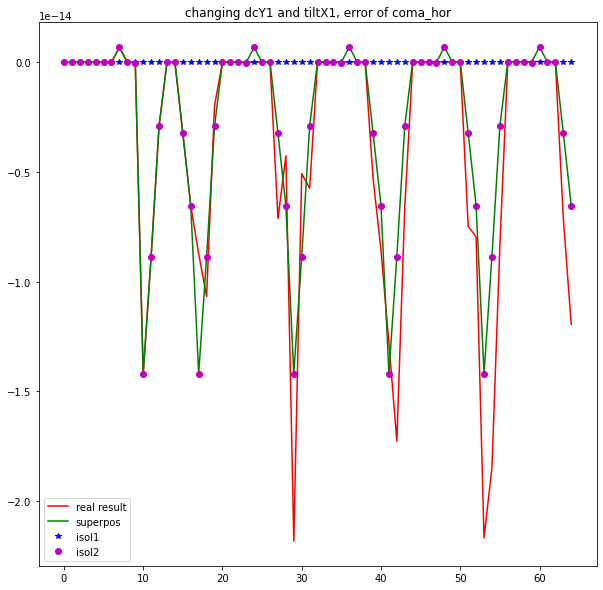 changing dcY1 and tiltX1, error of coma_hor
1e−14
0.0
−0.5
−1.0
−1.5
−2.0
real result
superpos
isol1
isol2
0 10 20 30 40 50 60